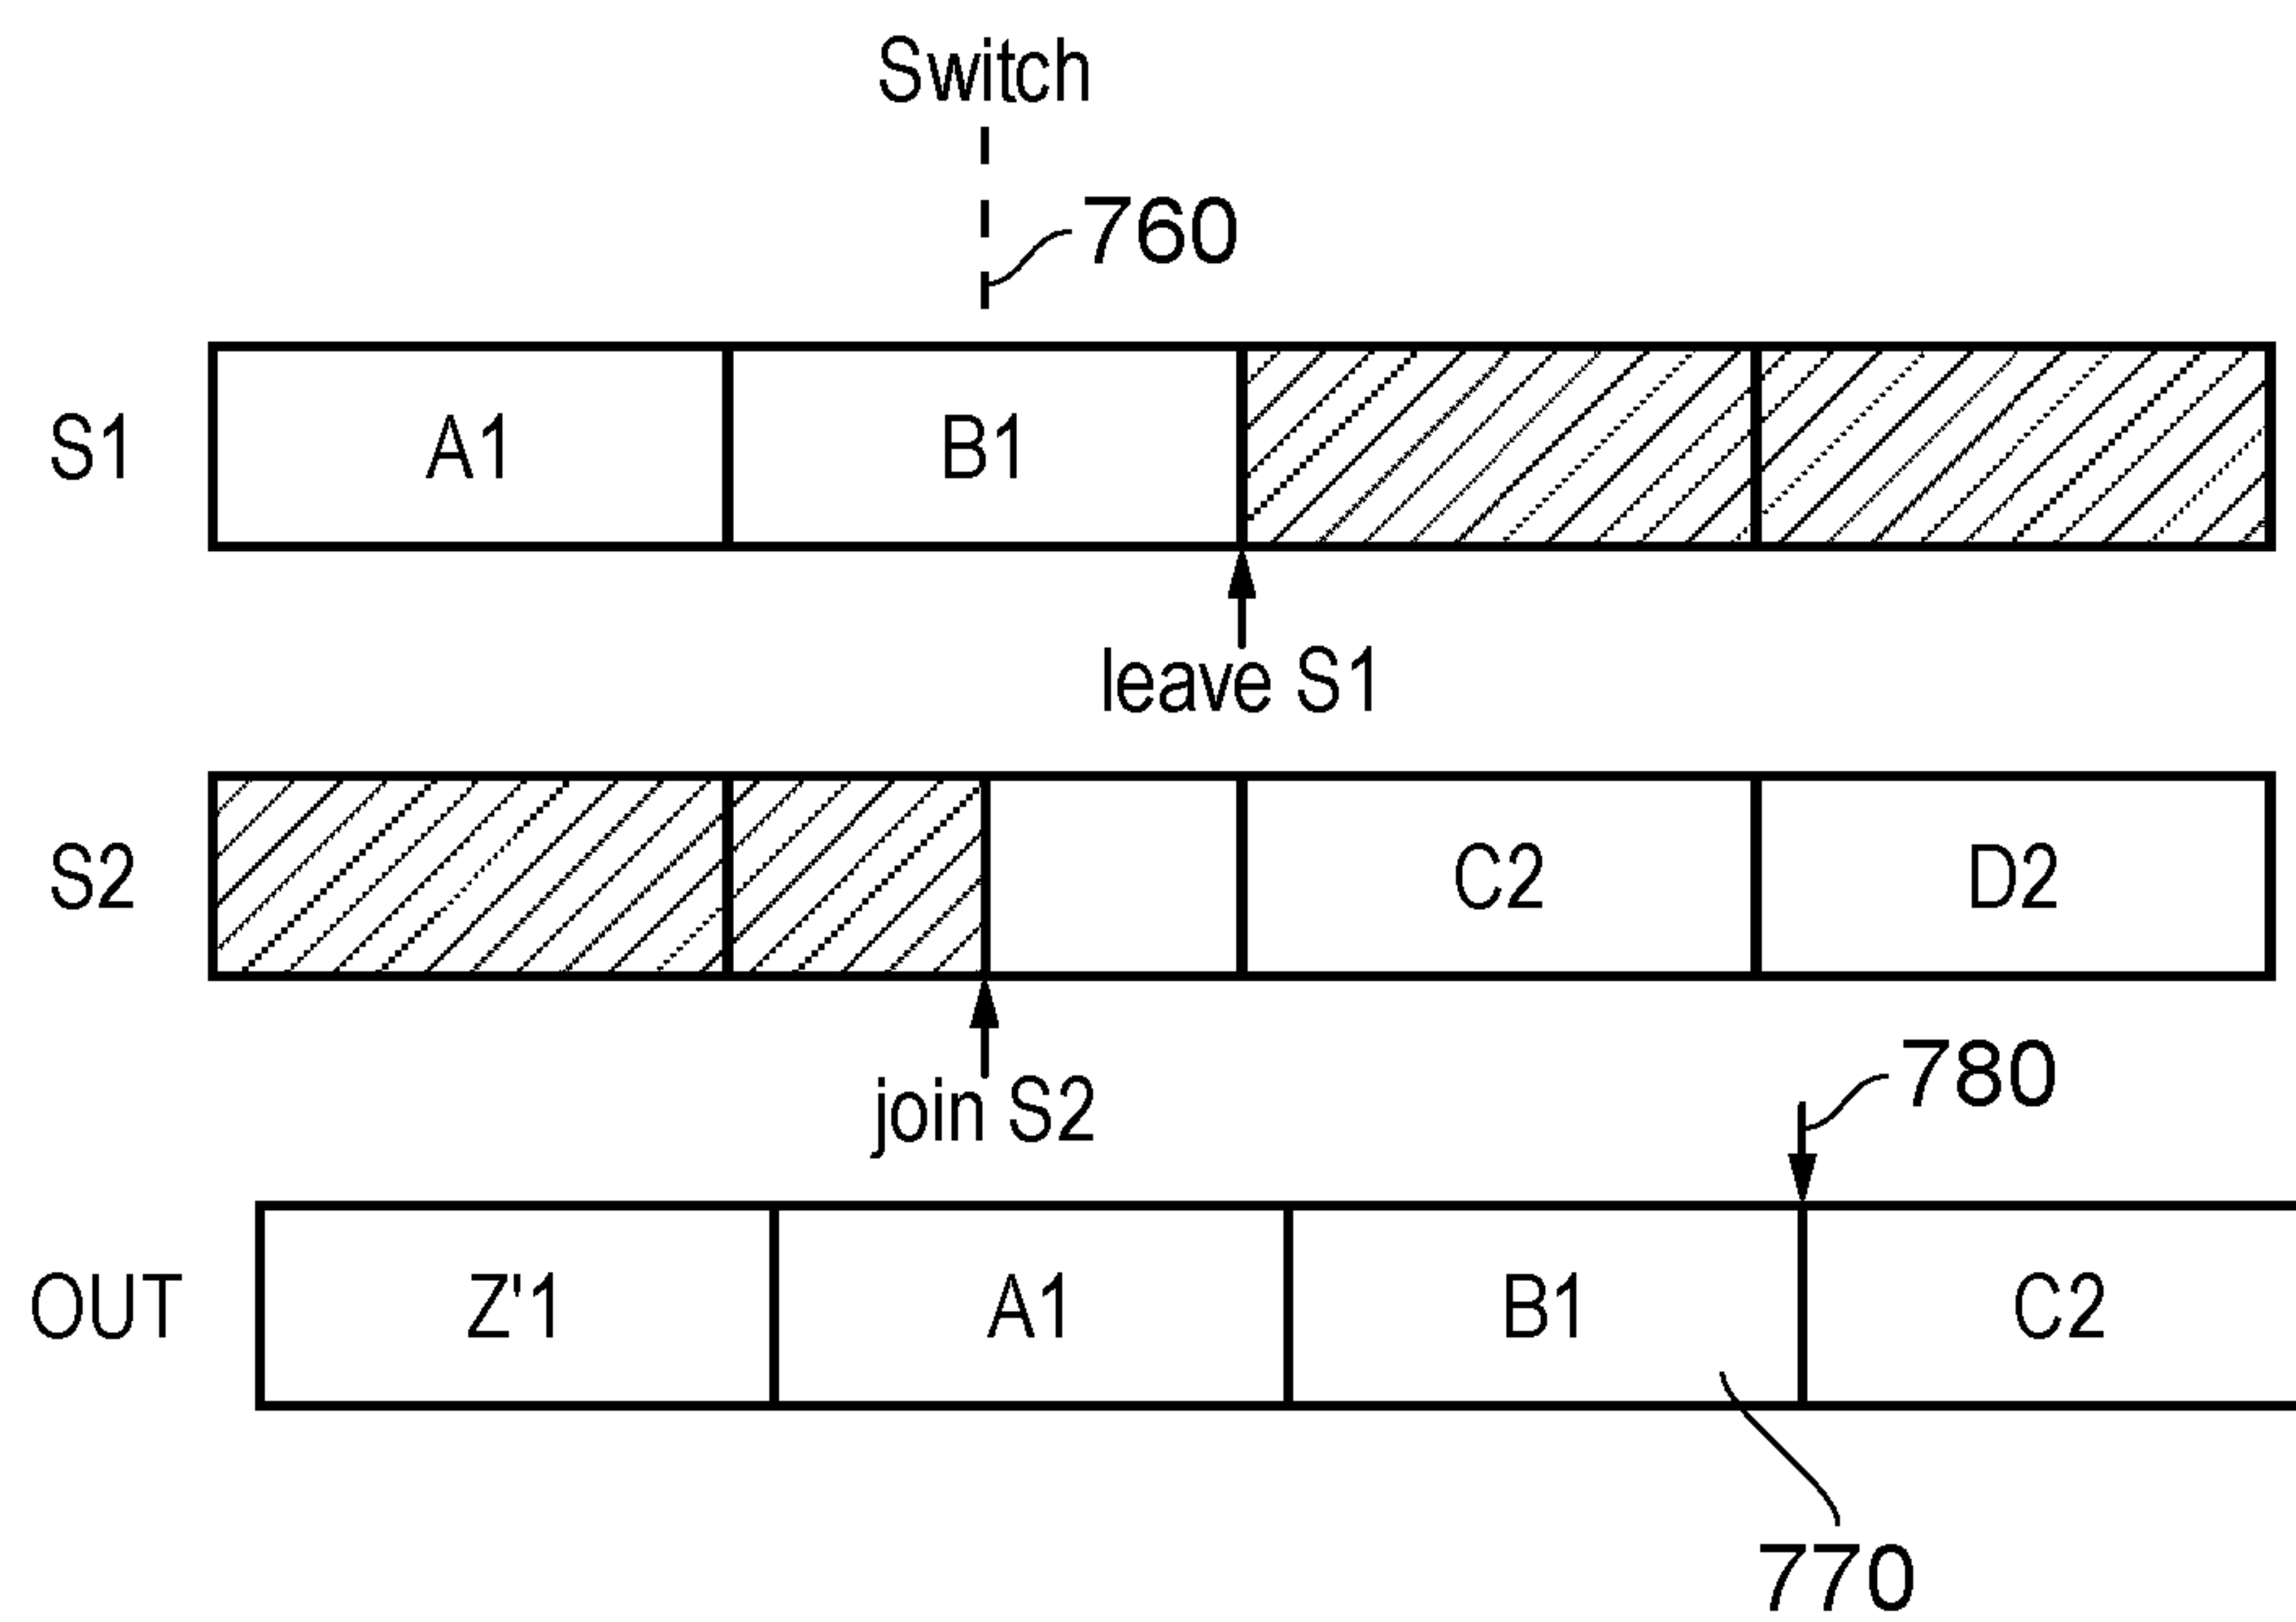 Switch
760
S1 A1 B1
leave S1
S2 C2 D2
join S2
780
OUT Z'1 A1 B1 C2
770